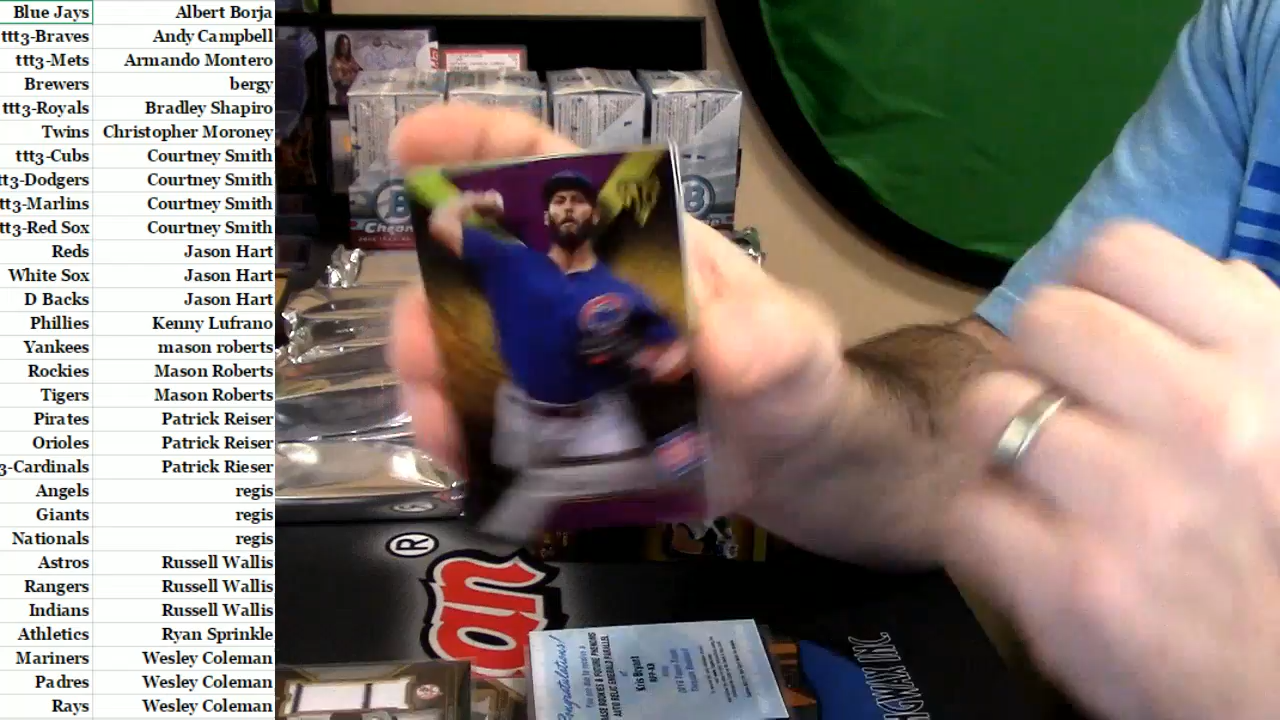 Blue Jays Albert Borja
ttt3-Braves Andy Campbell
ttt3-Mets Armando Montero
Brewers bergy
ttt3-Royals Bradley Shapiro
Twins Christopher Moroney
ttt3-Cubs Courtney Smith
tt3-Dodgers Courtney Smith
ttt3-Marlins Courtney Smith
tt3-Red Sox Courtney Smith
Reds Jason Hart
White Sox Jason Hart
D Backs Jason Hart
Phillies Kenny Lufrano
Yankees mason roberts
Rockies Mason Roberts
Tigers Mason Roberts
Pirates Patrick Reiser
Orioles Patrick Reiser
3-Cardinals Patrick Rieser
Angels regis
Giants regis
Nationals regis
Astros Russell Wallis
Rangers Russell Wallis
Indians Russell Wallis
Athletics Ryan Sprinkle
Mariners Wesley Coleman
Padres Wesley Coleman
Rays Wesley Coleman
B
Chrome
®
Congratulations!
Kris Bryant
GWAX INC